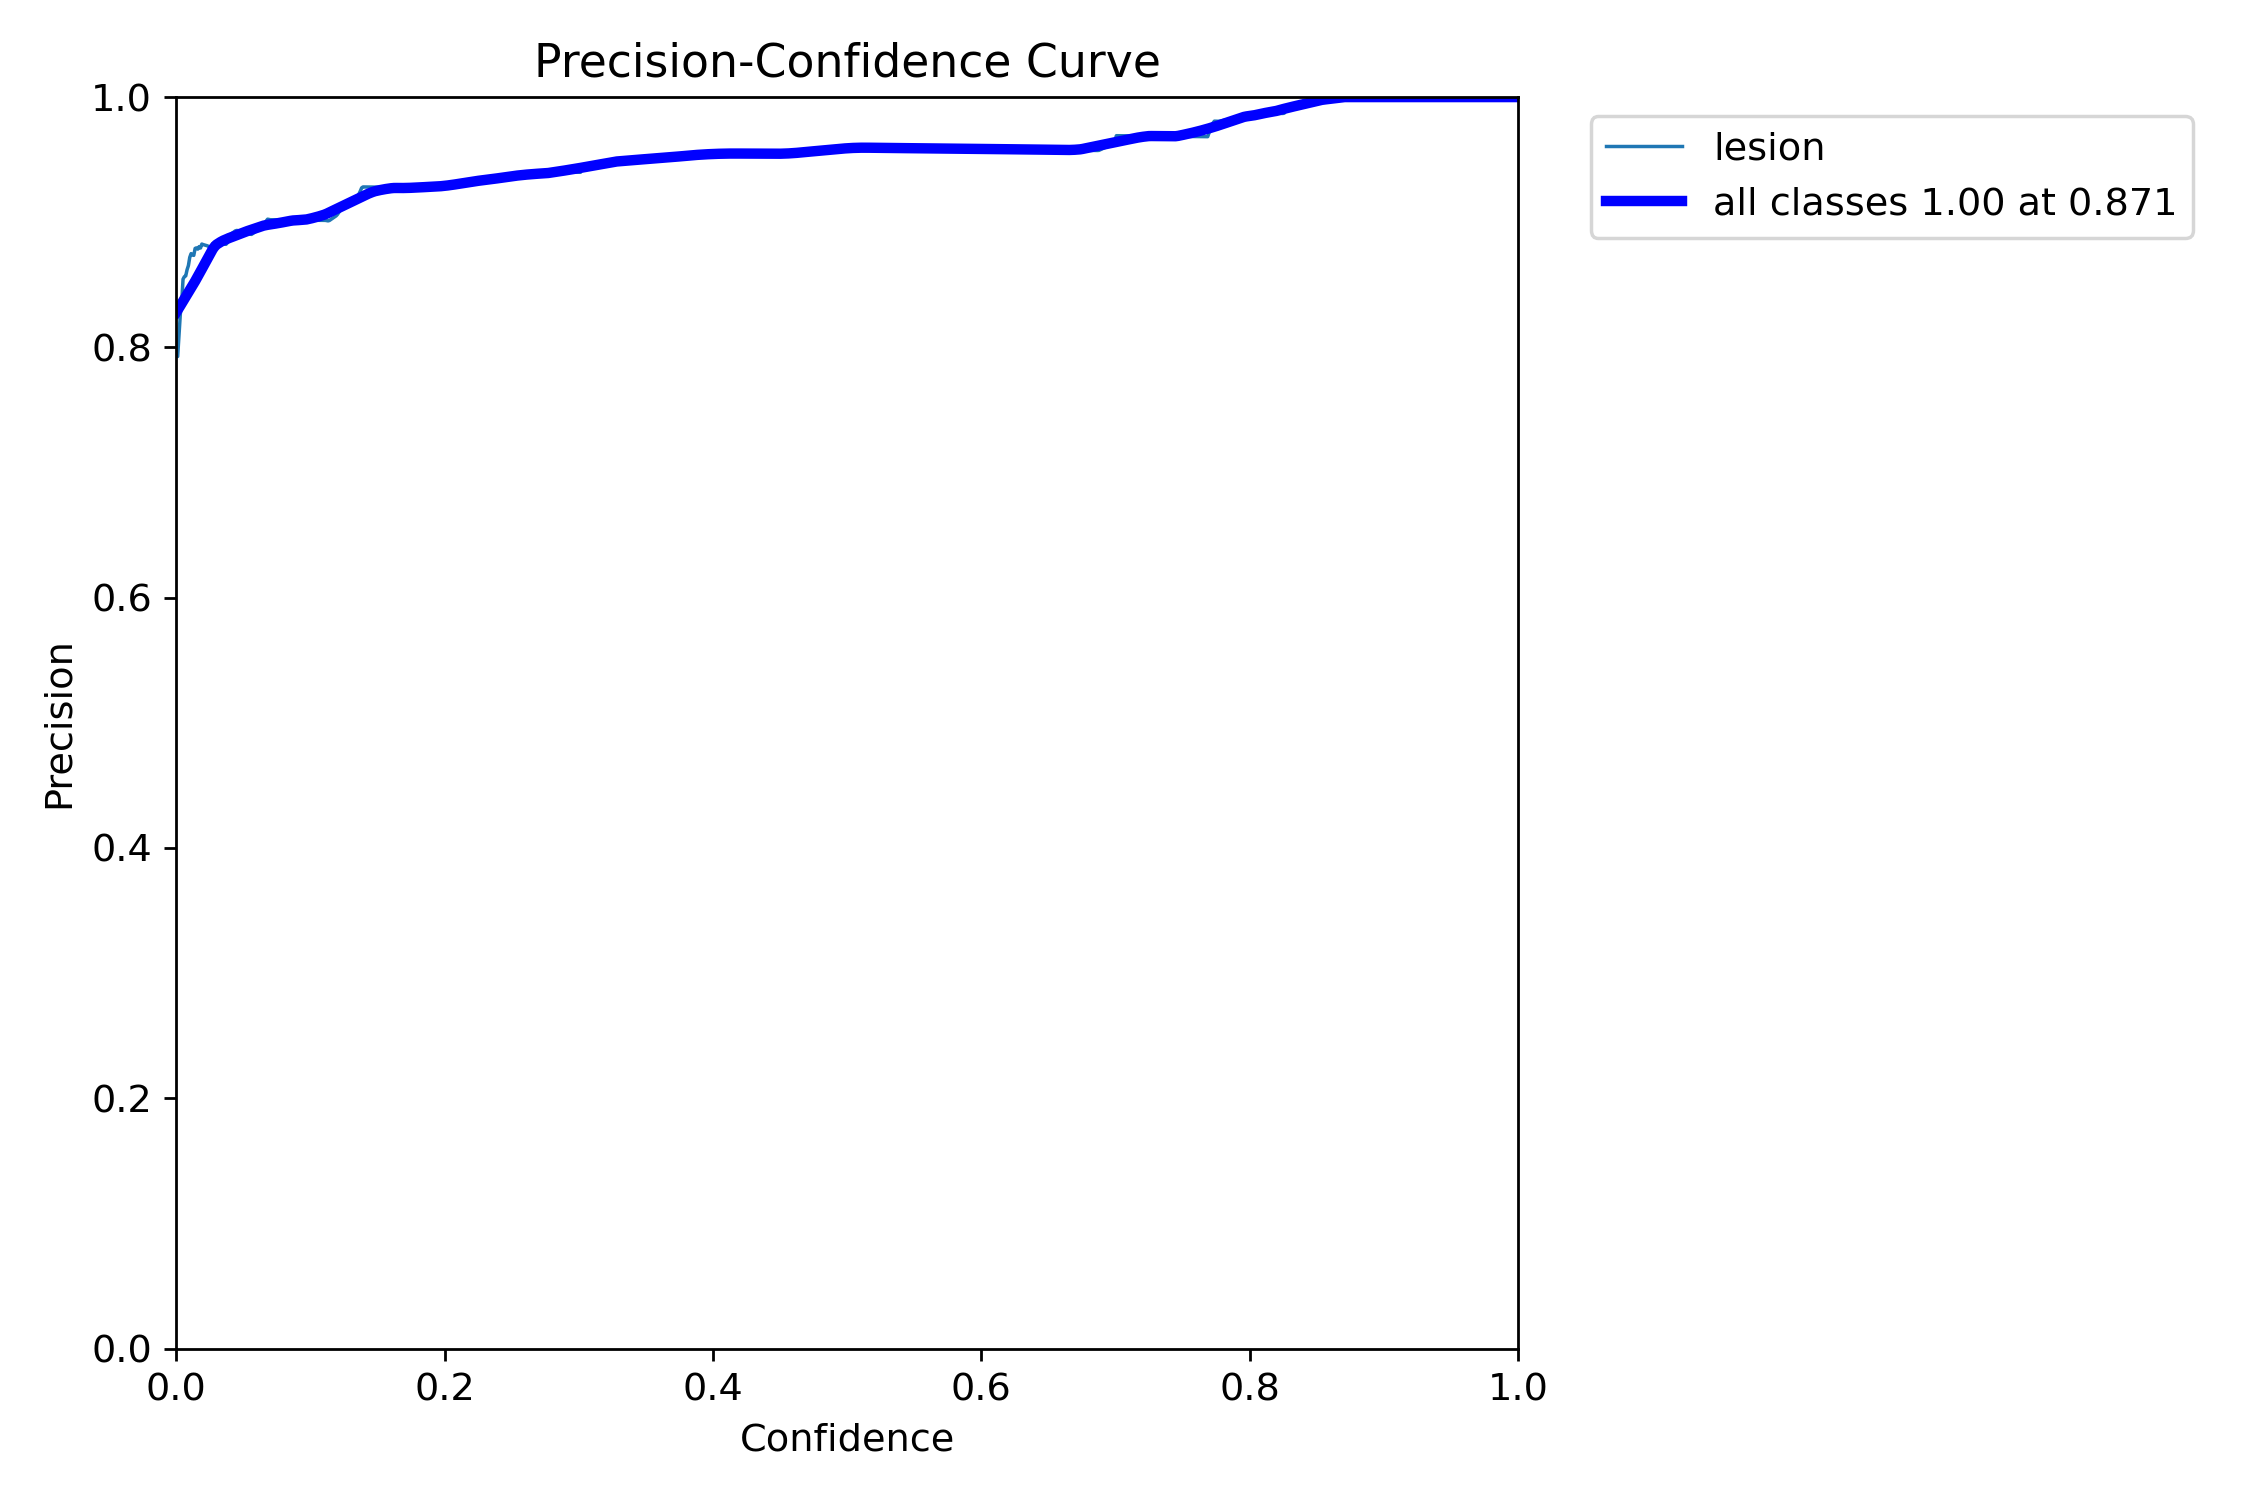 Precision-Confidence Curve
1.0
0.8
0.6
0.4
0.2
0.0
Precision
0.0 0.2 0.4 0.6 0.8 1.0
Confidence
lesion
all classes 1.00 at 0.871